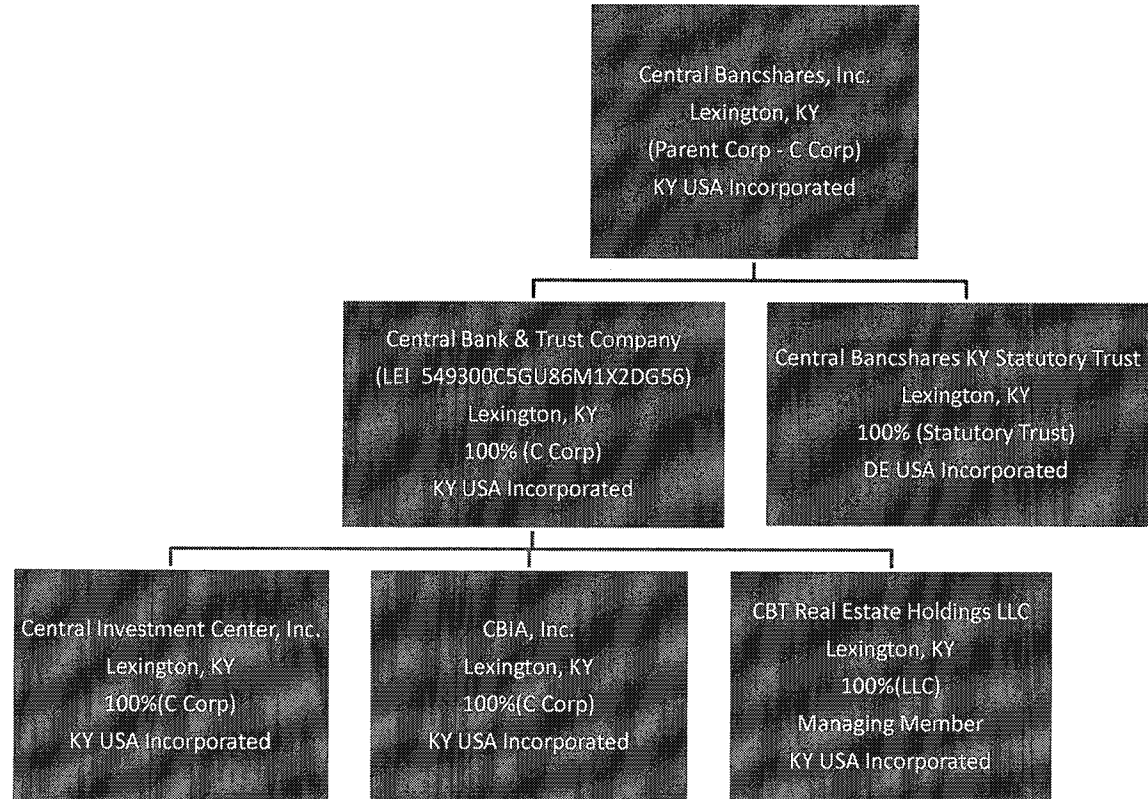 Central Bancshares, Inc.
Lexington, KY
(Parent Corp - C Corp)
KY USA Incorporated
Central Bank & Trust Company
(LEI 549300C5GU86M1X2DG56)
Lexington, KY
100% (C Corp)
KY USA Incorporated
Central Bancshares KY Statutory Trust
Lexington, KY
100% (Statutory Trust)
DE USA Incorporated
Central Investment Center, Inc.
Lexington, KY
100%(C Corp)
KY USA Incorporated
CBIA, Inc.
Lexington, KY
100%(C Corp)
KY USA Incorporated
CBT Real Estate Holdings LLC
Lexington, KY
100%(LLC)
Managing Member
KY USA Incorporated